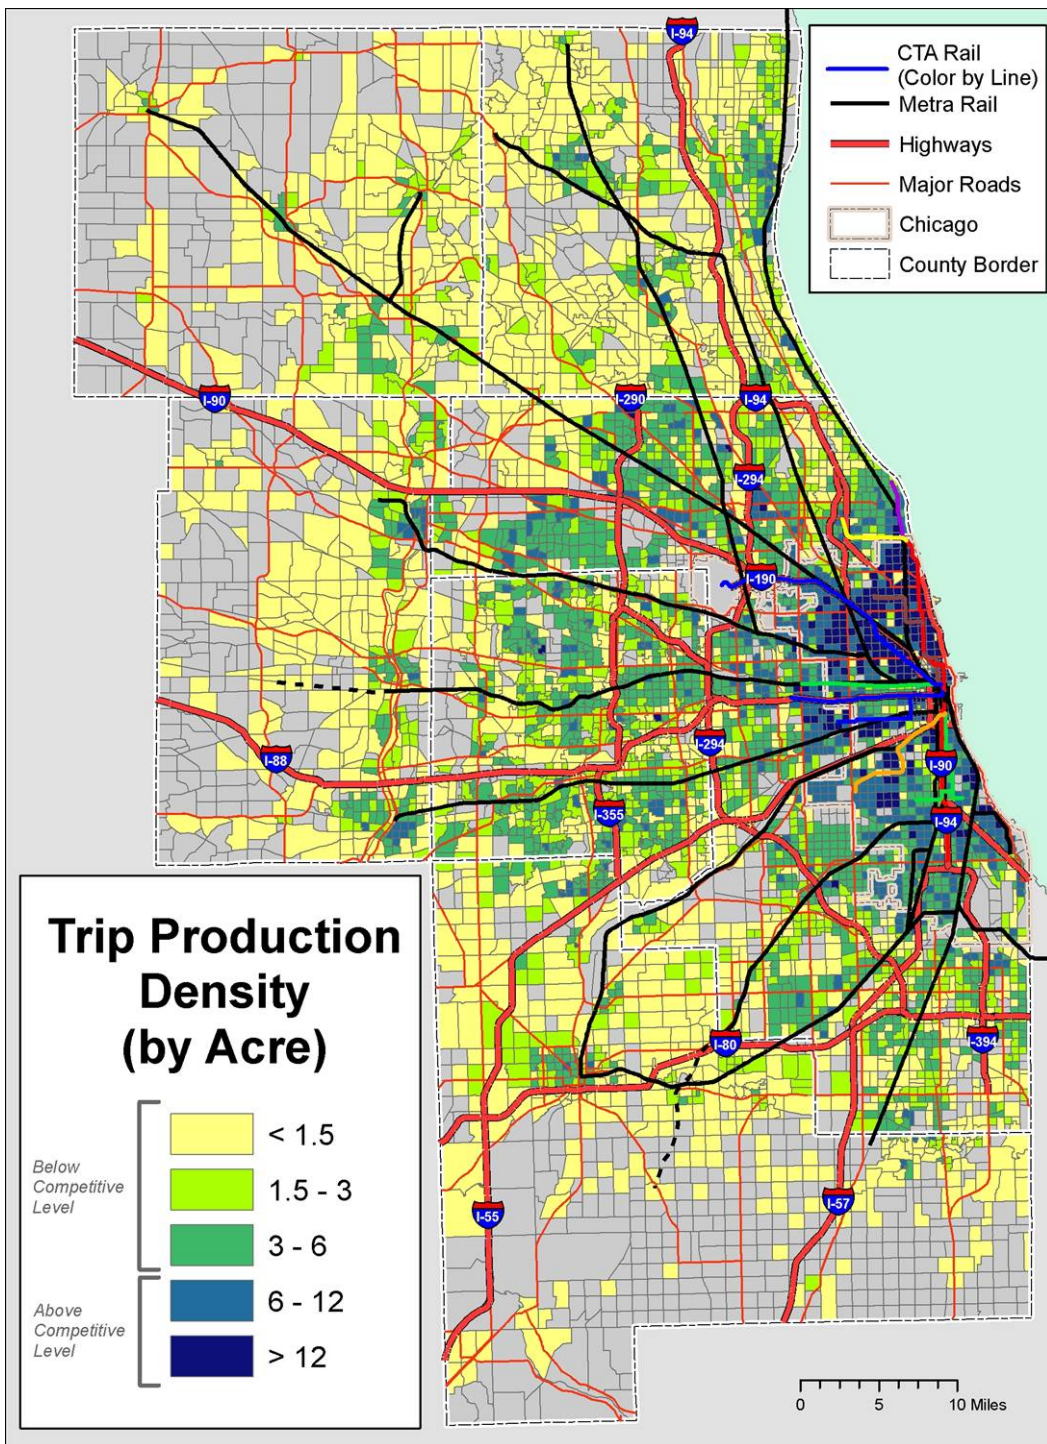 I-94
CTA Rail
(Color by Line)
Metra Rail
Highways
Major Roads
Chicago
County Border
I-90
I-290
I-94
I-294
I-190
I-294
I-88
I-90
I-355
I-94
I-80
I-394
I-55
I-57
Trip Production
Density
(by Acre)
Below
Competitive
Level
< 1.5
1.5 - 3
3 - 6
Above
Competitive
Level
6 - 12
> 12
0 5 10 Miles